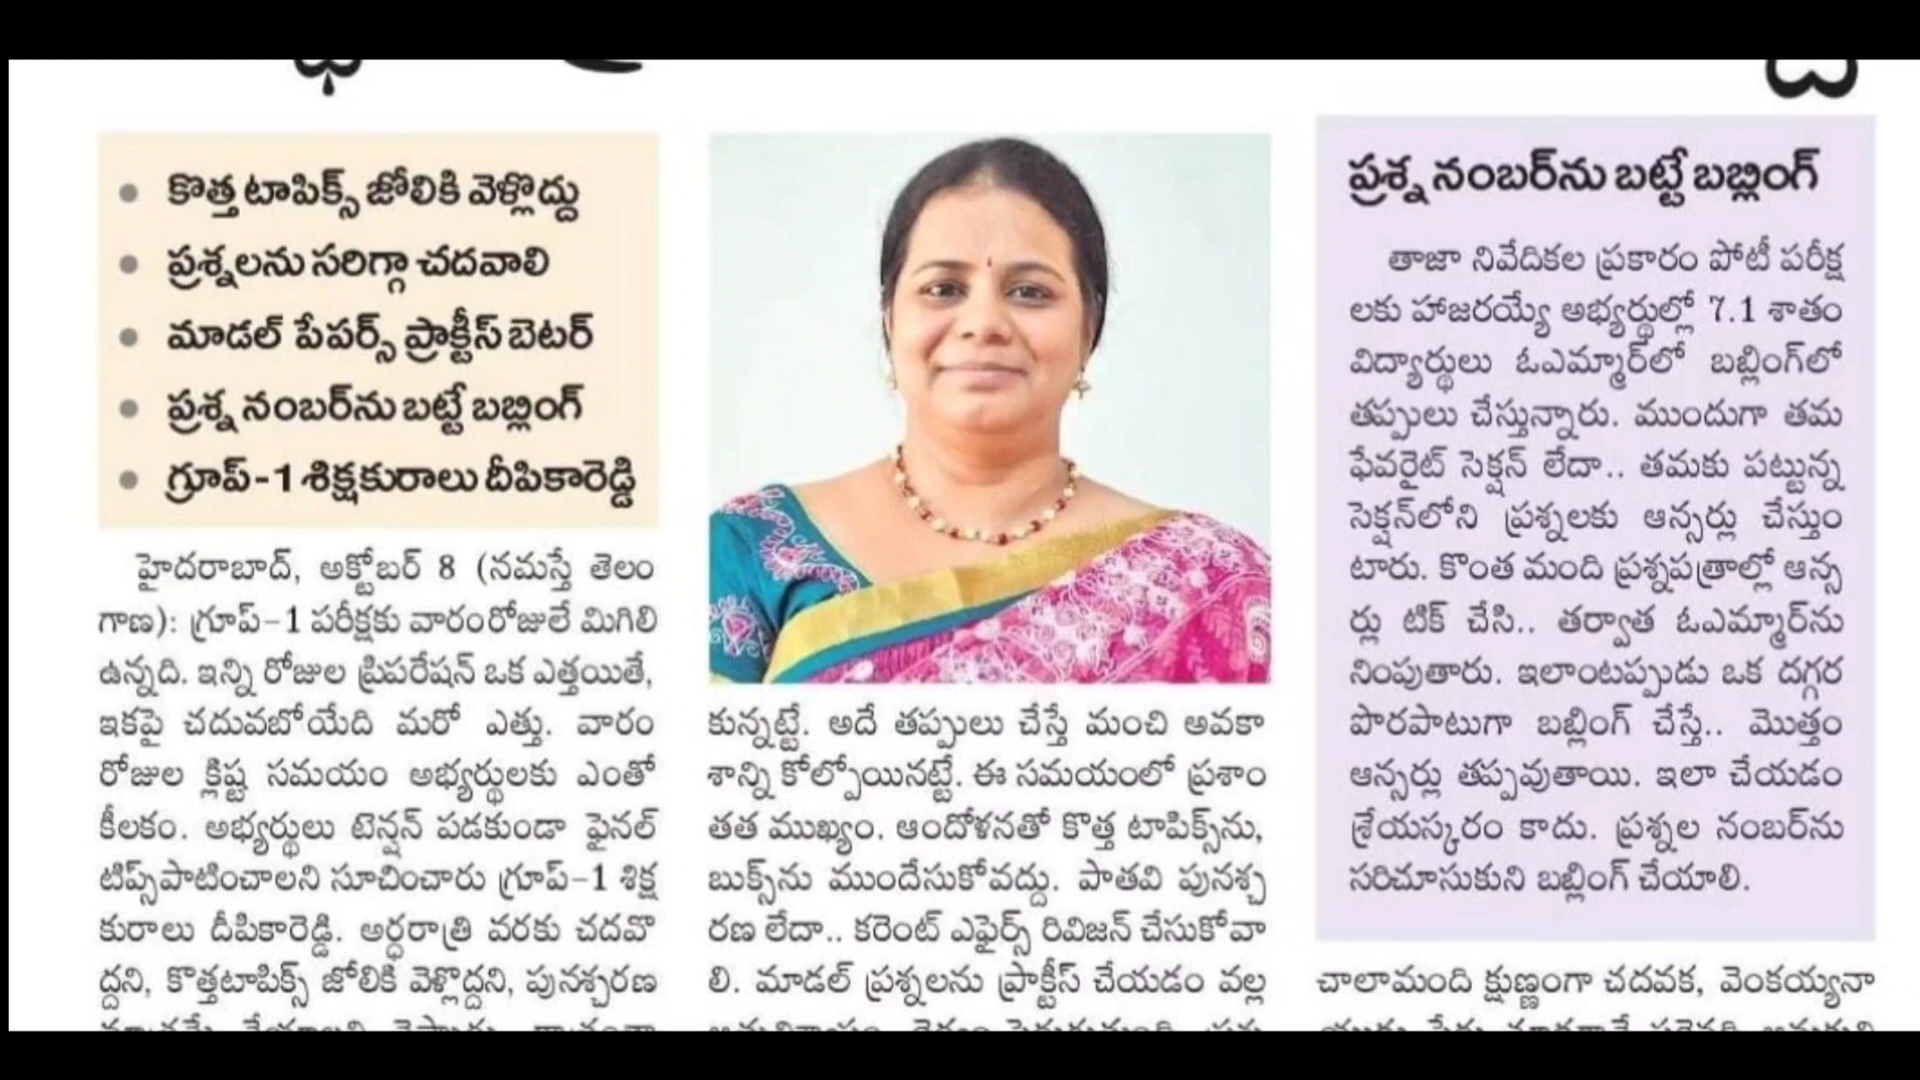 కొత్త టాపిక్స్ జోలికి వెళ్లొద్దు
ప్రశ్నలను సరిగ్గా చదవాలి
మాడల్ పేపర్స్ ప్రాక్టీస్ బెటర్
ప్రశ్న నంబర్‌ను బట్టే బబ్లింగ్
గ్రూప్-1 శిక్షకురాలు దీపికారెడ్డి
హైదరాబాద్, అక్టోబర్ 8 (నమస్తే తెలం
గాణ): గ్రూప్-1 పరీక్షకు వారంరోజులే మిగిలి
ఉన్నది. ఇన్ని రోజుల ప్రిపరేషన్ ఒక ఎత్తయితే,
ఇకపై చదువబోయేది మరో ఎత్తు. వారం
రోజుల క్లిష్ట సమయం అభ్యర్థులకు ఎంతో
కీలకం. అభ్యర్థులు టెన్షన్ పడకుండా ఫైనల్
టిప్స్‌పాటించాలని సూచించారు గ్రూప్-1 శిక్ష
కురాలు దీపికారెడ్డి. అర్ధరాత్రి వరకు చదవొ
ద్దని, కొత్తటాపిక్స్ జోలికి వెళ్లొద్దని, పునశ్చరణ
కున్నట్టే. అదే తప్పులు చేస్తే మంచి అవకా
శాన్ని కోల్పోయినట్టే. ఈ సమయంలో ప్రశాం
తత ముఖ్యం. ఆందోళనతో కొత్త టాపిక్స్‌ను,
బుక్స్‌ను ముందేసుకోవద్దు. పాతవి పునశ్చ
రణ లేదా.. కరెంట్ ఎఫైర్స్ రివిజన్ చేసుకోవా
లి. మాడల్ ప్రశ్నలను ప్రాక్టీస్ చేయడం వల్ల
ప్రశ్న నంబర్‌ను బట్టే బబ్లింగ్
తాజా నివేదికల ప్రకారం పోటీ పరీక్ష
లకు హాజరయ్యే అభ్యర్థుల్లో 7.1 శాతం
విద్యార్థులు ఓఎమ్మార్‌లో బబ్లింగ్‌లో
తప్పులు చేస్తున్నారు. ముందుగా తమ
ఫేవరైట్ సెక్షన్ లేదా.. తమకు పట్టున్న
సెక్షన్‌లోని ప్రశ్నలకు ఆన్సర్లు చేస్తుం
టారు. కొంత మంది ప్రశ్నపత్రాల్లో ఆన్స
ర్లు టిక్ చేసి.. తర్వాత ఓఎమ్మార్‌ను
నింపుతారు. ఇలాంటప్పుడు ఒక దగ్గర
పొరపాటుగా బబ్లింగ్ చేస్తే.. మొత్తం
ఆన్సర్లు తప్పవుతాయి. ఇలా చేయడం
శ్రేయస్కరం కాదు. ప్రశ్నల నంబర్‌ను
సరిచూసుకుని బబ్లింగ్ చేయాలి.
చాలామంది క్షుణ్ణంగా చదవక, వెంకయ్యనా